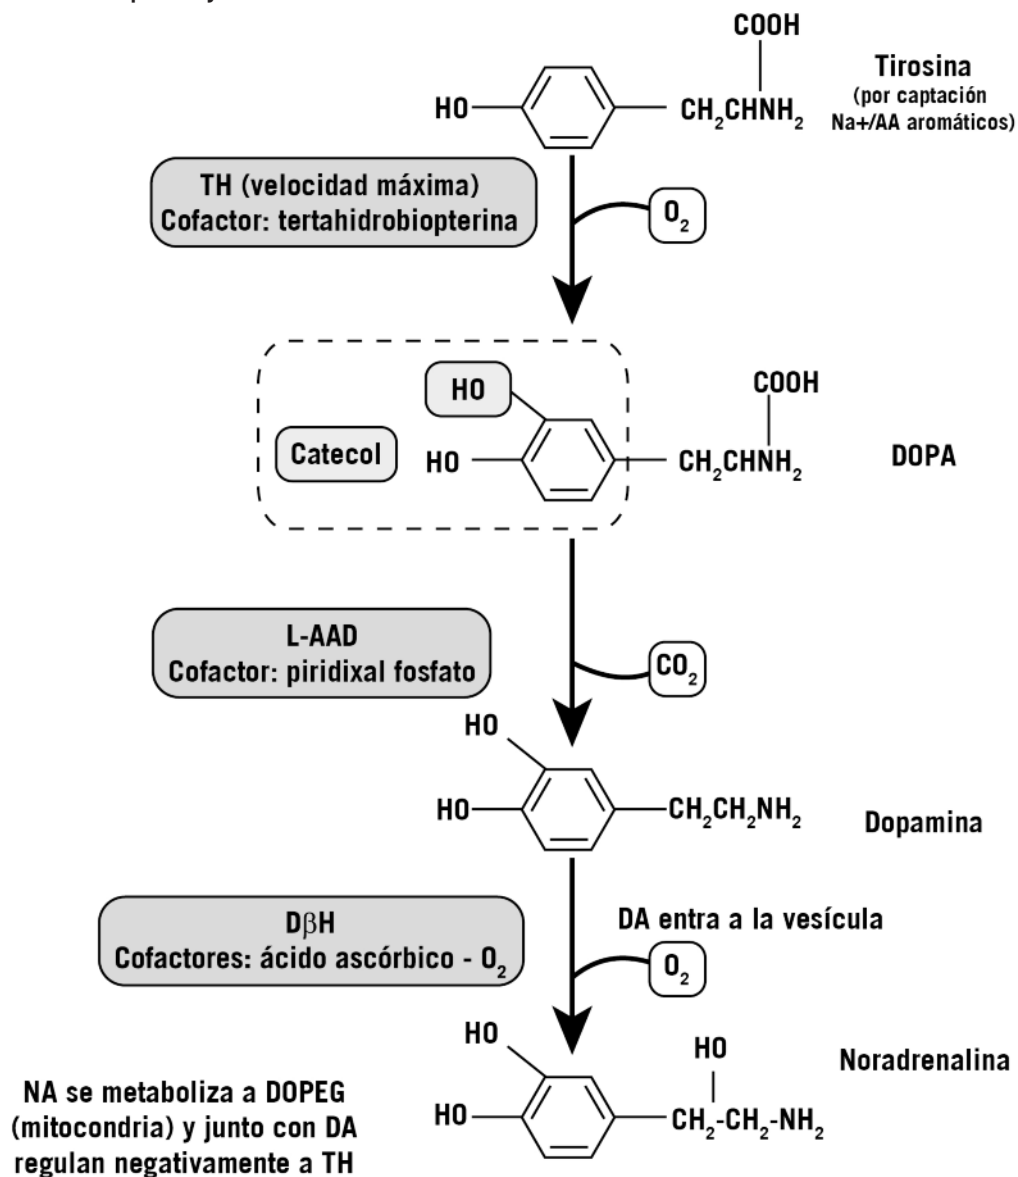 COOH
HO
CH2CHNH2
Tirosina
(por captación
Na+/AA aromáticos)
TH (velocidad máxima)
Cofactor: tertahidrobiopterina
O2
HO
Catecol
HO
COOH
CH2CHNH2
DOPA
L-AAD
Cofactor: piridixal fosfato
CO2
HO
HO
CH2CH2NH2
Dopamina
DβH
Cofactores: ácido ascórbico - O2
DA entra a la vesícula
O2
HO
HO
HO
CH2-CH2-NH2
Noradrenalina
NA se metaboliza a DOPEG
(mitocondria) y junto con DA
regulan negativamente a TH